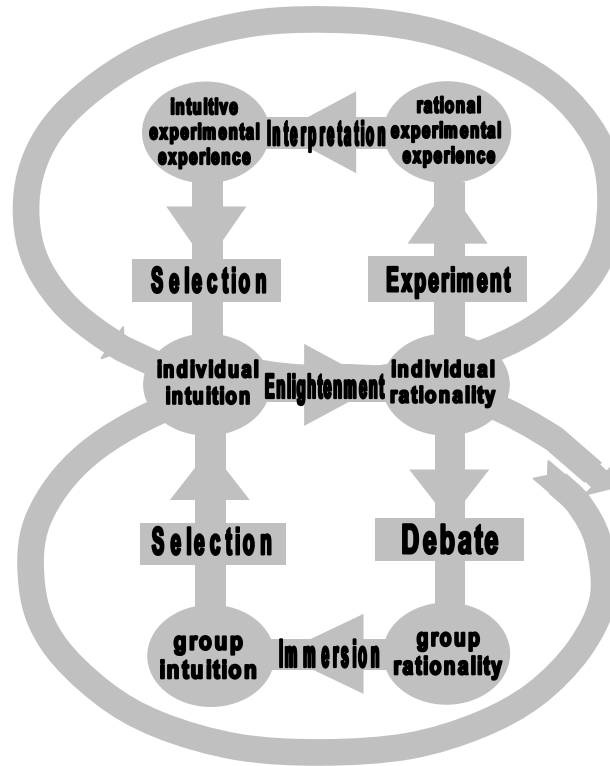 intuitive
experimental
experience
Interpretation
rational
experimental
experience
Selection
Experiment
individual
intuition
Enlightenment
individual
rationality
Selection
Debate
group
intuition
Immersion
group
rationality